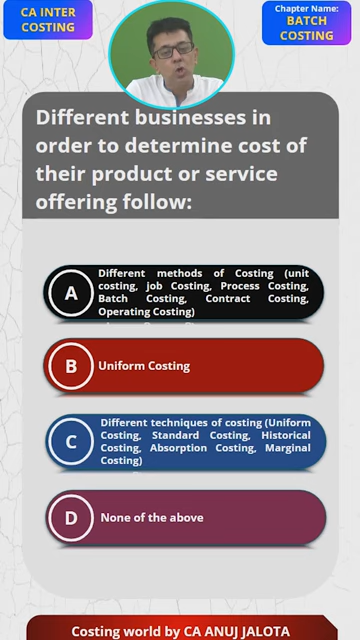 CA INTER
COSTING
Chapter Name:
BATCH
COSTING
Different businesses in
order to determine cost of
their product or service
offering follow:
A
Different methods of Costing (unit
costing, job Costing, Process Costing,
Batch Costing, Contract Costing,
Operating Costing)
B
Uniform Costing
C
Different techniques of costing (Uniform
Costing, Standard Costing, Historical
Costing, Absorption Costing, Marginal
Costing)
D
None of the above
Costing world by CA ANUJ JALOTA